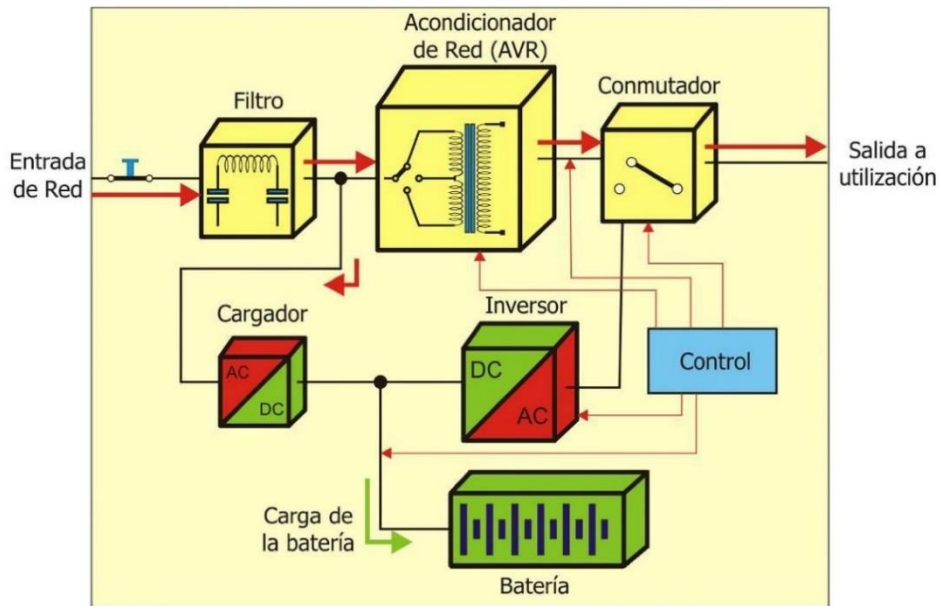 Acondicionador
de Red (AVR)
Filtro
Conmutador
Entrada
de Red
Salida a
utilización
Cargador
Inversor
AC
DC
DC
AC
Control
Carga de
la batería
Batería